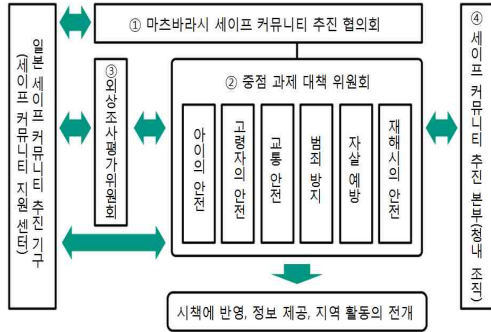 ① 마츠바라시 세이프 커뮤니티 추진 협의회
일본 세이프 커뮤니티 추진 기구
(세이프 커뮤니티 지원 센터)
③ 외상조사평가위원회
② 중점 과제 대책 위원회
아이의 안전
고령자의 안전
교통 안전
범죄 방지
자살 예방
재해시의 안전
④ 세이프 커뮤니티 추진 본부(청내 조직)
시책에 반영, 정보 제공, 지역 활동의 전개